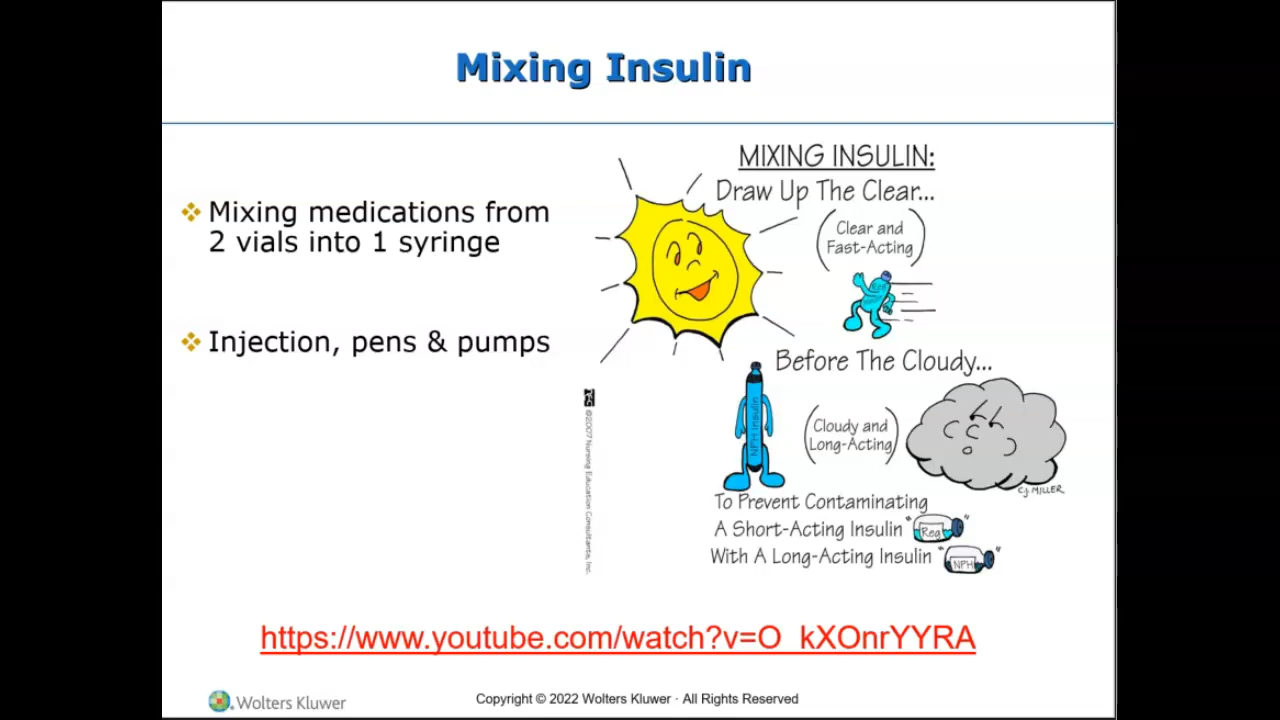 Mixing Insulin
❖ Mixing medications from
2 vials into 1 syringe
❖ Injection, pens & pumps
MIXING INSULIN:
Draw Up The Clear...
(Clear and
Fast-Acting)
Before The Cloudy...
NPH insulin
(Cloudy and
Long-Acting)
C.J. MILLER
To Prevent Contaminating
A Short-Acting Insulin "Reg"
With A Long-Acting Insulin "NPH"
©2007 Nursing Education Consultants, Inc.
https://www.youtube.com/watch?v=O_kXOnrYYRA
Wolters Kluwer
Copyright © 2022 Wolters Kluwer · All Rights Reserved